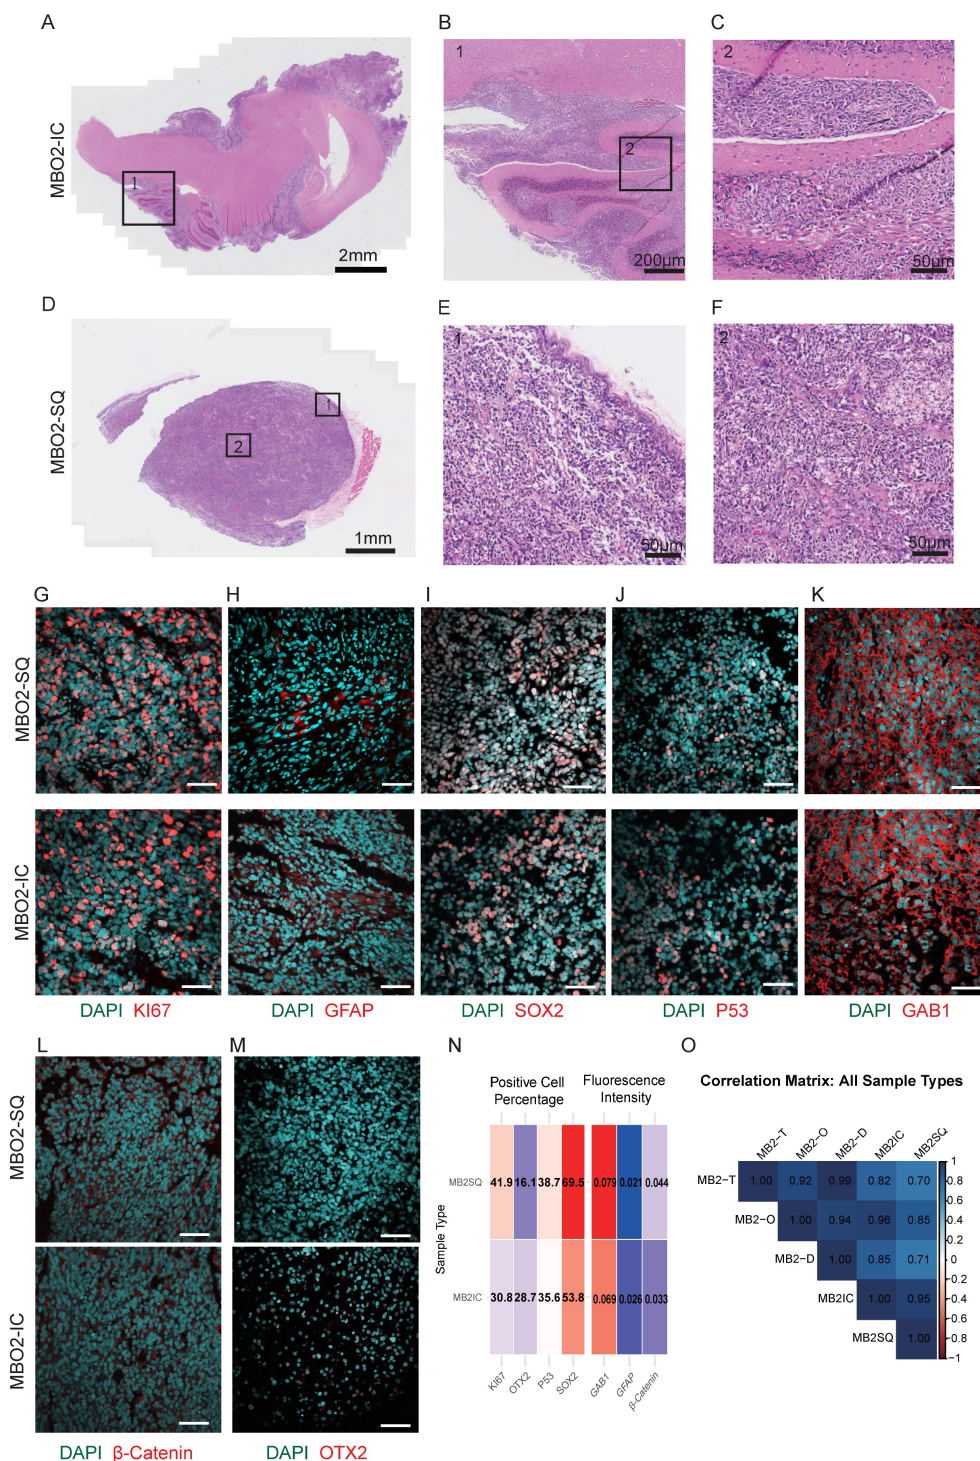 A
B
C
MBO2-IC
1
2mm
1
2
200µm
2
50µm
D
E
F
MBO2-SQ
1
2
1mm
1
50µm
2
50µm
G
H
I
J
K
MBO2-SQ
MBO2-IC
DAPI KI67
DAPI GFAP
DAPI SOX2
DAPI P53
DAPI GAB1
L
M
N
O
MBO2-SQ
MBO2-IC
DAPI β-Catenin
DAPI OTX2
Positive Cell
Percentage
Fluorescence
Intensity
Sample Type
MB2SQ
41.9 16.1 38.7 69.5 0.079 0.021 0.044
MB2IC
30.8 28.7 35.6 53.8 0.069 0.026 0.033
KI67
OTX2
P53
SOX2
GAB1
GFAP
β-Catenin
Correlation Matrix: All Sample Types
MB2-T
MB2-O
MB2-D
MB2IC
MB2SQ
MB2-T 1.00 0.92 0.99 0.82 0.70
MB2-O 1.00 0.94 0.96 0.85
MB2-D 1.00 0.85 0.71
MB2IC 1.00 0.95
MB2SQ 1.00
1
0.8
0.6
0.4
0.2
0
-0.2
-0.4
-0.6
-0.8
-1